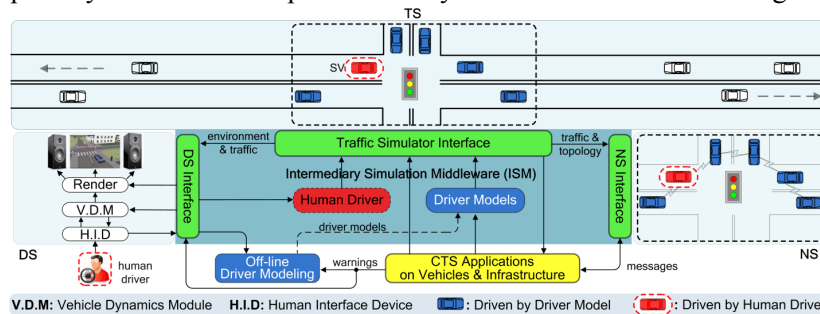 TS
SV
environment
& traffic
Traffic Simulator Interface
traffic &
topology
DS Interface
Intermediary Simulation Middleware (ISM)
NS Interface
Render
Human Driver
Driver Models
V.D.M
driver models
H.I.D
DS
human
driver
Off-line
Driver Modeling
warnings
CTS Applications
on Vehicles & Infrastructure
messages
NS
V.D.M: Vehicle Dynamics Module H.I.D: Human Interface Device : Driven by Driver Model : Driven by Human Drive